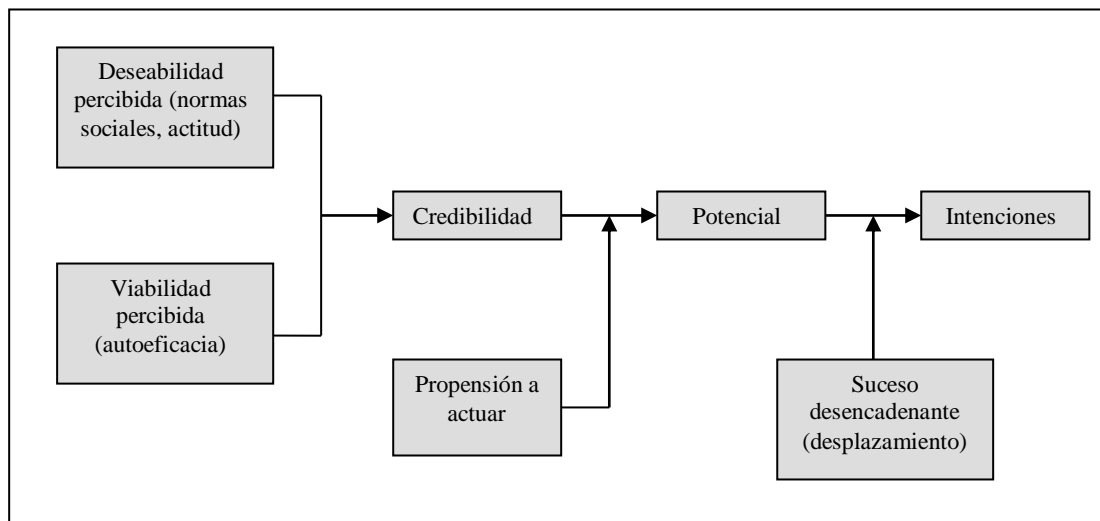 Deseabilidad
percibida (normas
sociales, actitud)
Credibilidad
Potencial
Intenciones
Viabilidad
percibida
(autoeficacia)
Propensión a
actuar
Suceso
desencadenante
(desplazamiento)